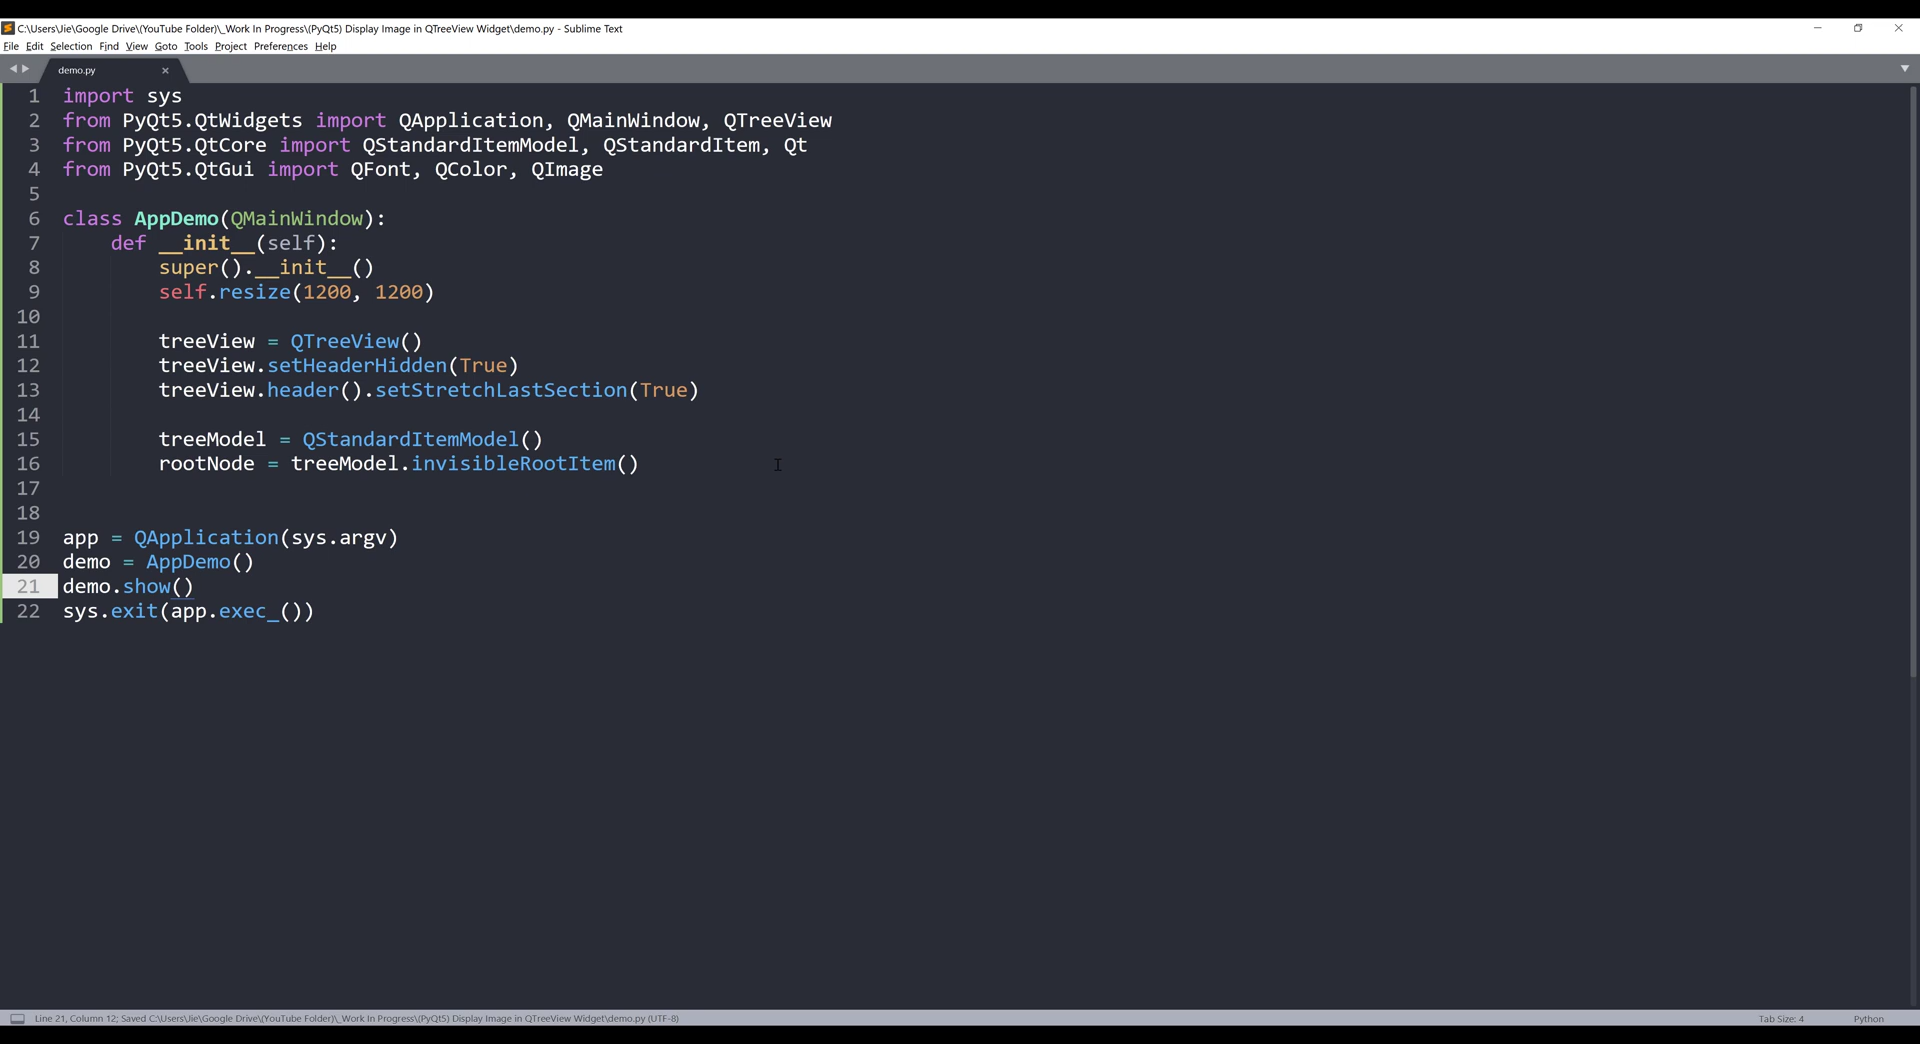 C:\Users\Jie\Google Drive\(YouTube Folder)\_Work In Progress\(PyQt5) Display Image in QTreeView Widget\demo.py - Sublime Text
File Edit Selection Find View Goto Tools Project Preferences Help
demo.py
1 import sys
2 from PyQt5.QtWidgets import QApplication, QMainWindow, QTreeView
3 from PyQt5.QtCore import QStandardItemModel, QStandardItem, Qt
4 from PyQt5.QtGui import QFont, QColor, QImage
5
6 class AppDemo(QMainWindow):
7     def __init__(self):
8         super().__init__()
9         self.resize(1200, 1200)
10
11         treeView = QTreeView()
12         treeView.setHeaderHidden(True)
13         treeView.header().setStretchLastSection(True)
14
15         treeModel = QStandardItemModel()
16         rootNode = treeModel.invisibleRootItem()
17
18
19 app = QApplication(sys.argv)
20 demo = AppDemo()
21 demo.show()
22 sys.exit(app.exec_())
Line 21, Column 12; Saved C:\Users\Jie\Google Drive\(YouTube Folder)\_Work In Progress\(PyQt5) Display Image in QTreeView Widget\demo.py (UTF-8) Tab Size: 4 Python